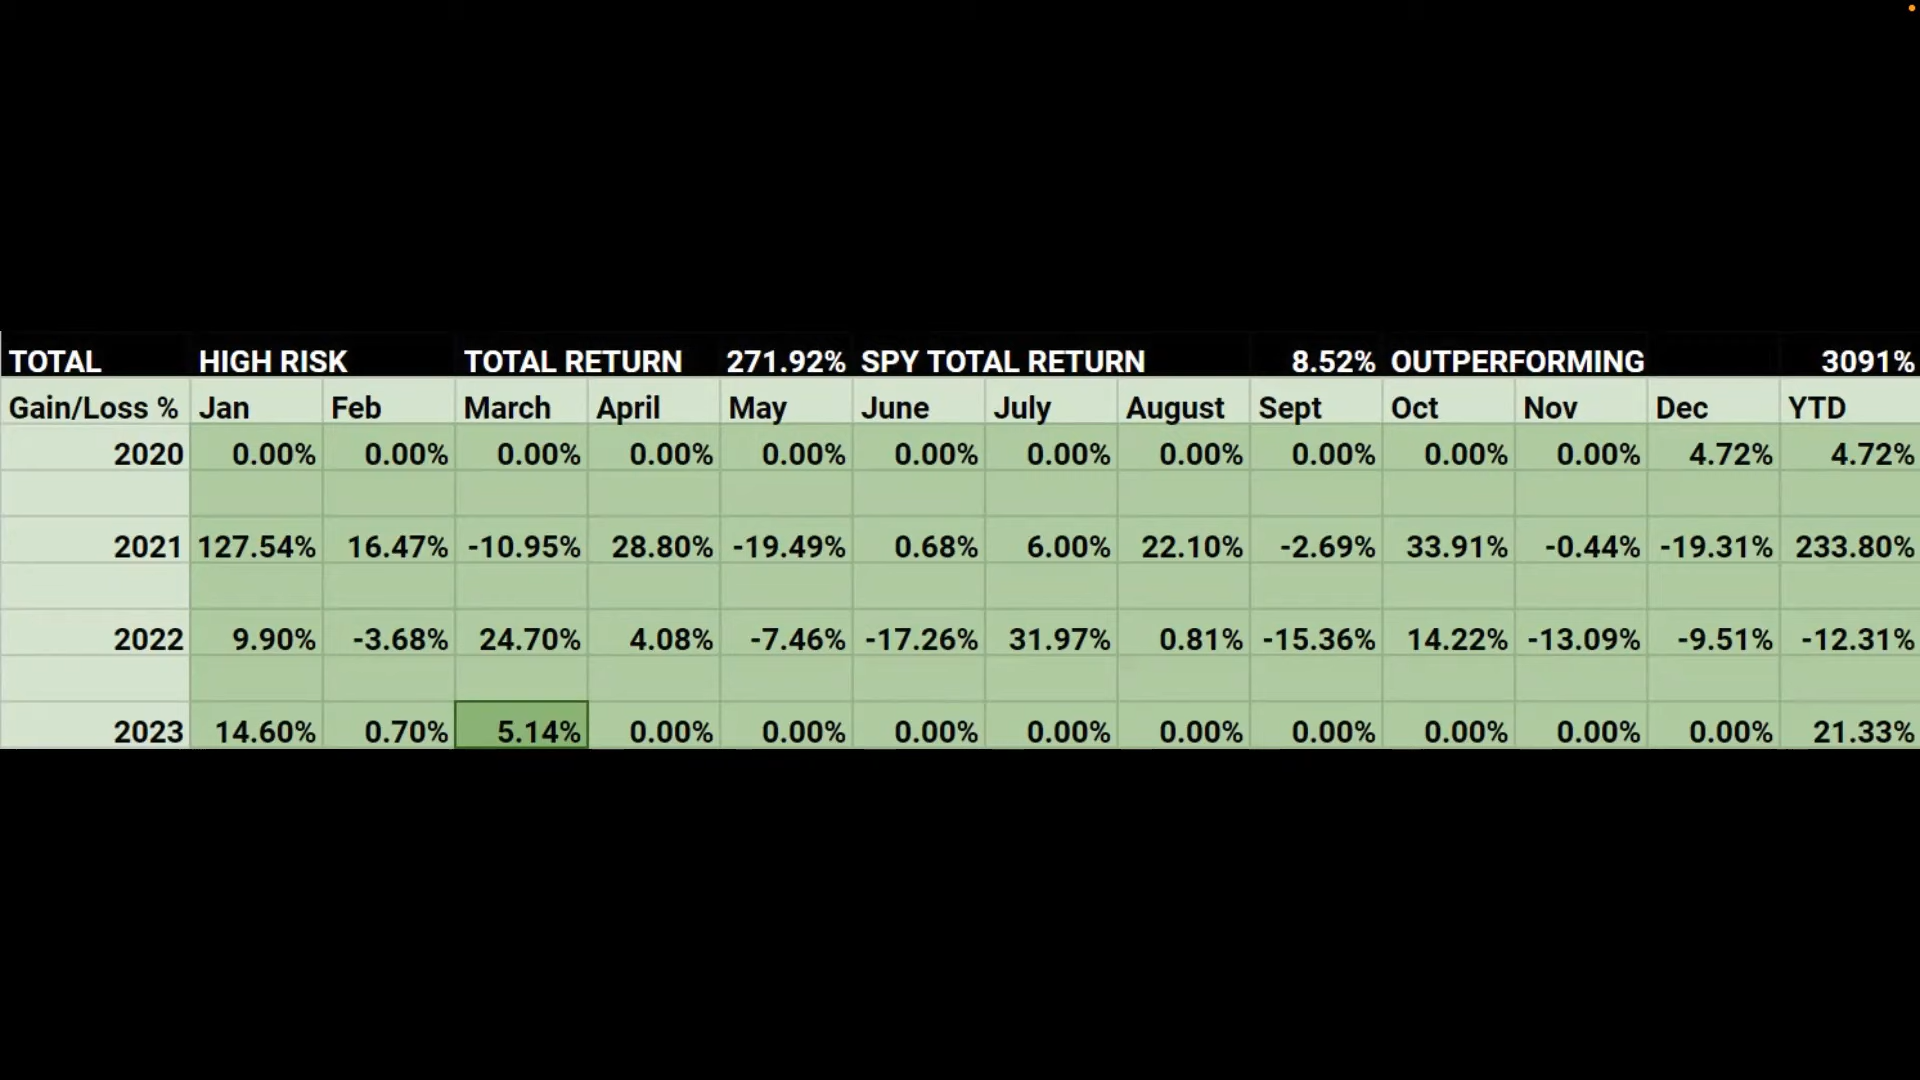 TOTAL HIGH RISK TOTAL RETURN 271.92% SPY TOTAL RETURN 8.52% OUTPERFORMING 3091%
Gain/Loss % Jan Feb March April May June July August Sept Oct Nov Dec YTD
2020 0.00% 0.00% 0.00% 0.00% 0.00% 0.00% 0.00% 0.00% 0.00% 0.00% 0.00% 4.72% 4.72%
2021 127.54% 16.47% -10.95% 28.80% -19.49% 0.68% 6.00% 22.10% -2.69% 33.91% -0.44% -19.31% 233.80%
2022 9.90% -3.68% 24.70% 4.08% -7.46% -17.26% 31.97% 0.81% -15.36% 14.22% -13.09% -9.51% -12.31%
2023 14.60% 0.70% 5.14% 0.00% 0.00% 0.00% 0.00% 0.00% 0.00% 0.00% 0.00% 0.00% 21.33%